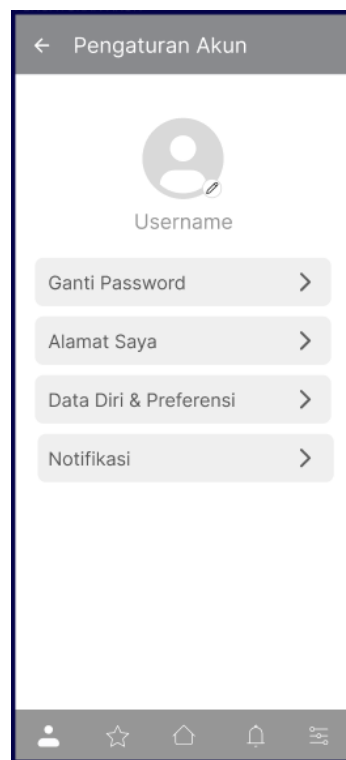 Pengaturan Akun
Username
Ganti Password
Alamat Saya
Data Diri & Preferensi
Notifikasi